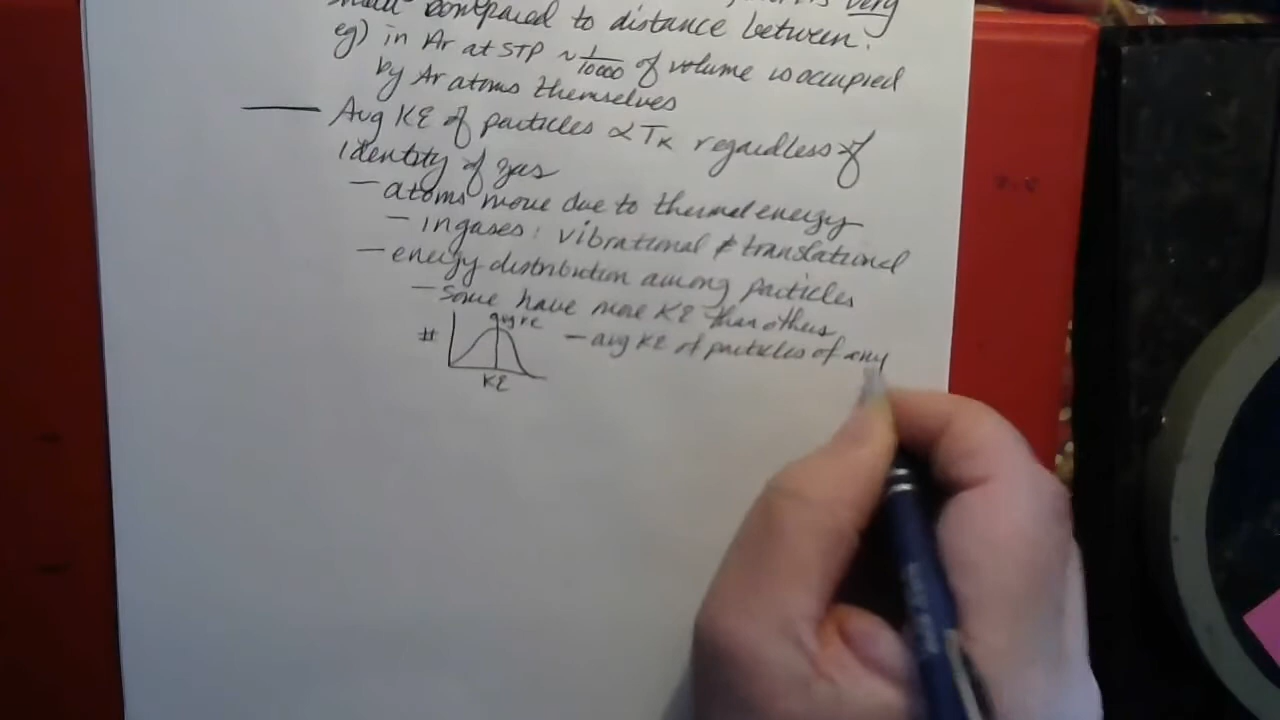 small compared to distance between.
eg) in Ar at STP ~ 1/10000 of volume is occupied
by Ar atoms themselves
— Avg KE of particles ∝ TK regardless of
identity of gas
- atoms move due to thermal energy
- in gases: vibrational & translational
- energy distribution among particles
- some have more KE than others
# avg KE
KE
- avg KE of particles of any